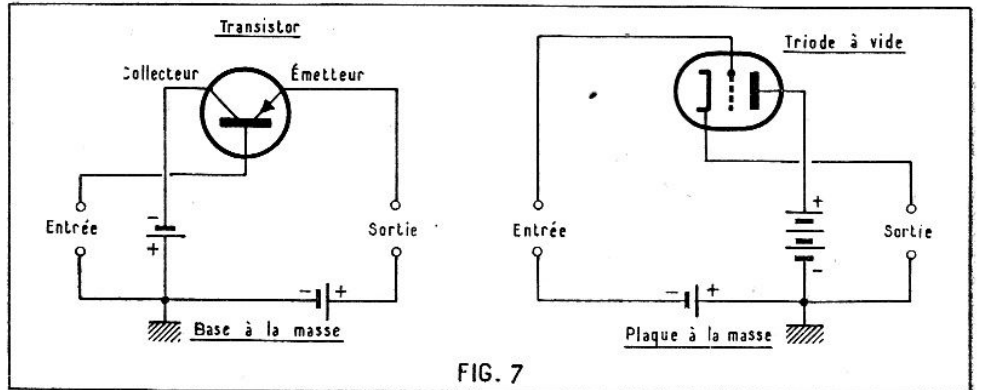 Transistor
Collecteur
Émetteur
Entrée
-
+
Sortie
- +
Base à la masse
Triode à vide
Entrée
+
-
Sortie
- +
Plaque à la masse
FIG. 7